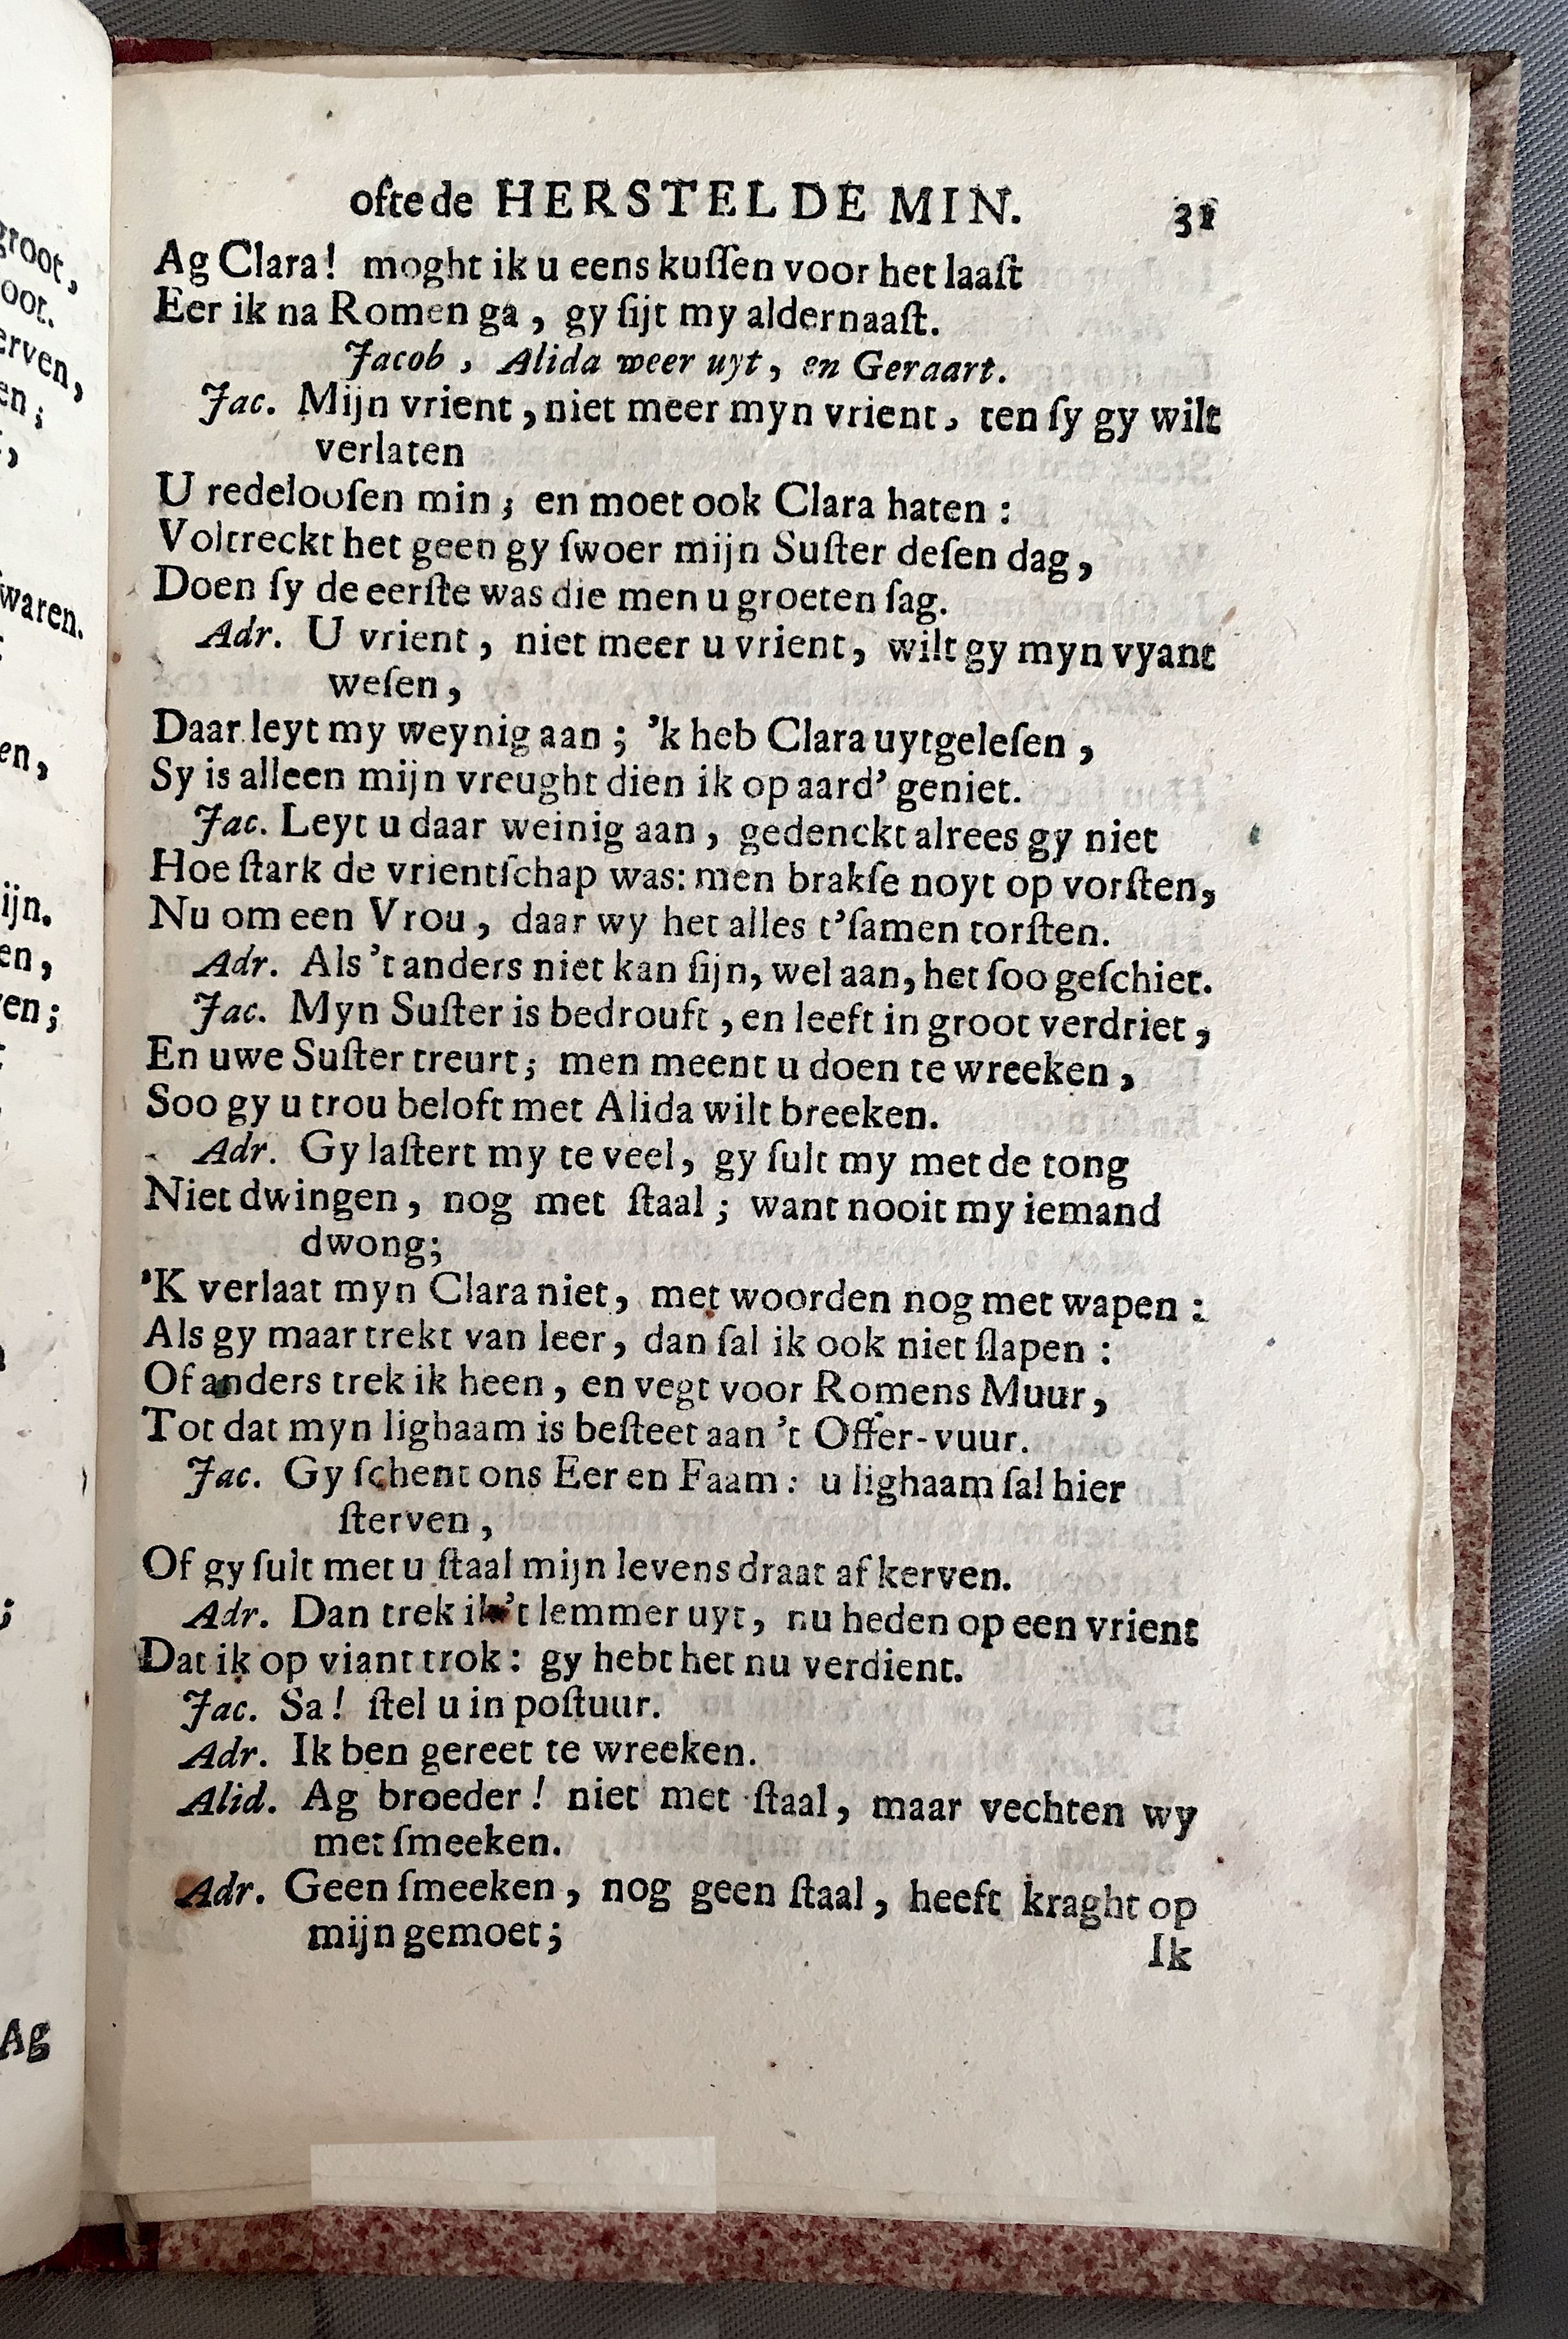 ofte de HERSTELDE MIN. 31
Ag Clara! moght ik u eens kuſſen voor het laaſt
Eer ik na Romen ga, gy ſijt my aldernaaſt.
Jacob, Alida weer uyt, en Geraart.
Jac. Mijn vrient, niet meer myn vrient, ten ſy gy wilt
verlaten
U redelooſen min; en moet ook Clara haten:
Voltreckt het geen gy ſwoer mijn Suſter deſen dag,
Doen ſy de eerſte was die men u groeten ſag.
Adr. U vrient, niet meer u vrient, wilt gy myn vyant
weſen,
Daar leyt my weynig aan; 'k heb Clara uytgeleſen,
Sy is alleen mijn vreught dien ik op aard' geniet.
Jac. Leyt u daar weinig aan, gedenckt alrees gy niet
Hoe ſtark de vrientſchap was: men brakſe noyt op vorſten,
Nu om een Vrou, daar wy het alles t'ſamen torſten.
Adr. Als 't anders niet kan ſijn, wel aan, het ſoo geſchiet.
Jac. Myn Suſter is bedrouft, en leeft in groot verdriet,
En uwe Suſter treurt; men meent u doen te wreeken,
Soo gy u trou beloft met Alida wilt breeken.
Adr. Gy laſtert my te veel, gy ſult my met de tong
Niet dwingen, nog met ſtaal; want nooit my iemand
dwong;
'K verlaat myn Clara niet, met woorden nog met wapen:
Als gy maar trekt van leer, dan ſal ik ook niet ſlapen:
Of anders trek ik heen, en vegt voor Romens Muur,
Tot dat myn lighaam is beſteet aan 't Offer-vuur.
Jac. Gy ſchent ons Eer en Faam: u lighaam ſal hier
ſterven,
Of gy ſult met u ſtaal mijn levens draat af kerven.
Adr. Dan trek ik 't lemmer uyt, nu heden op een vrient
Dat ik op viant trok: gy hebt het nu verdient.
Jac. Sa! ſtel u in poſtuur.
Adr. Ik ben gereet te wreeken.
Alid. Ag broeder! niet met ſtaal, maar vechten wy
met ſmeeken.
Adr. Geen ſmeeken, nog geen ſtaal, heeft kraght op
mijn gemoet;
Ik